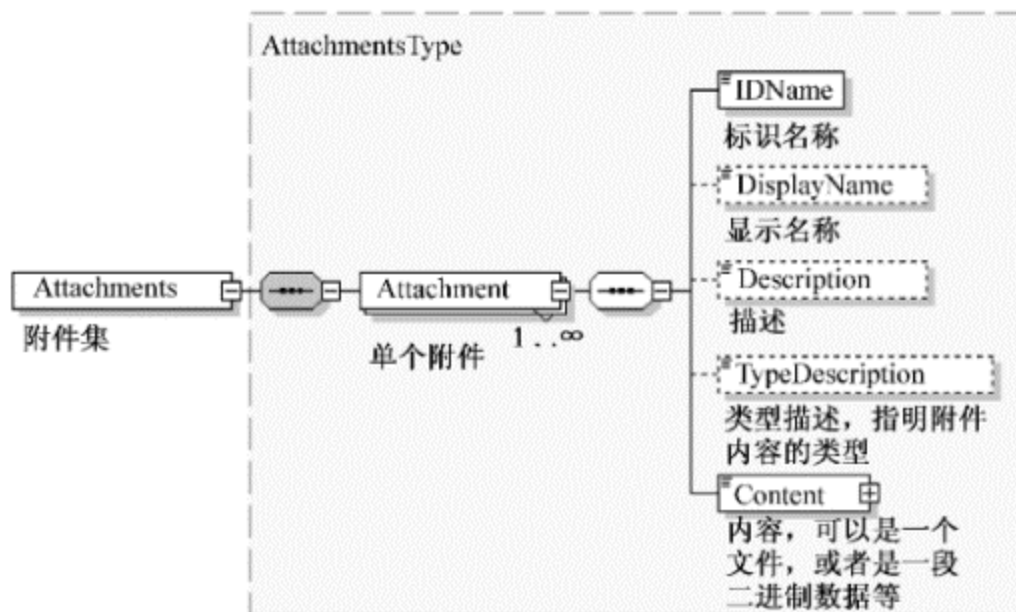 AttachmentsType
IDName
标识名称
DisplayName
显示名称
Attachments
附件集
Attachment
1..∞
单个附件
Description
描述
TypeDescription
类型描述，指明附件
内容的类型
Content
内容，可以是一个
文件，或者是一段
二进制数据等